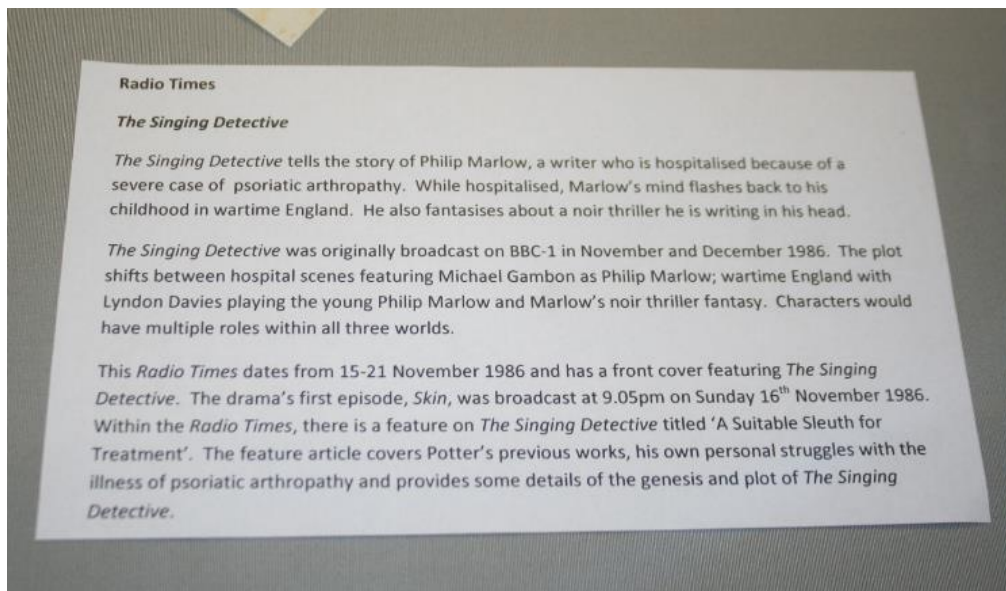 Radio Times
The Singing Detective
The Singing Detective tells the story of Philip Marlow, a writer who is hospitalised because of a
severe case of psoriatic arthropathy. While hospitalised, Marlow's mind flashes back to his
childhood in wartime England. He also fantasises about a noir thriller he is writing in his head.
The Singing Detective was originally broadcast on BBC-1 in November and December 1986. The plot
shifts between hospital scenes featuring Michael Gambon as Philip Marlow; wartime England with
Lyndon Davies playing the young Philip Marlow and Marlow's noir thriller fantasy. Characters would
have multiple roles within all three worlds.
This Radio Times dates from 15-21 November 1986 and has a front cover featuring The Singing
Detective. The drama's first episode, Skin, was broadcast at 9.05pm on Sunday 16th November 1986.
Within the Radio Times, there is a feature on The Singing Detective titled 'A Suitable Sleuth for
Treatment'. The feature article covers Potter's previous works, his own personal struggles with the
illness of psoriatic arthropathy and provides some details of the genesis and plot of The Singing
Detective.